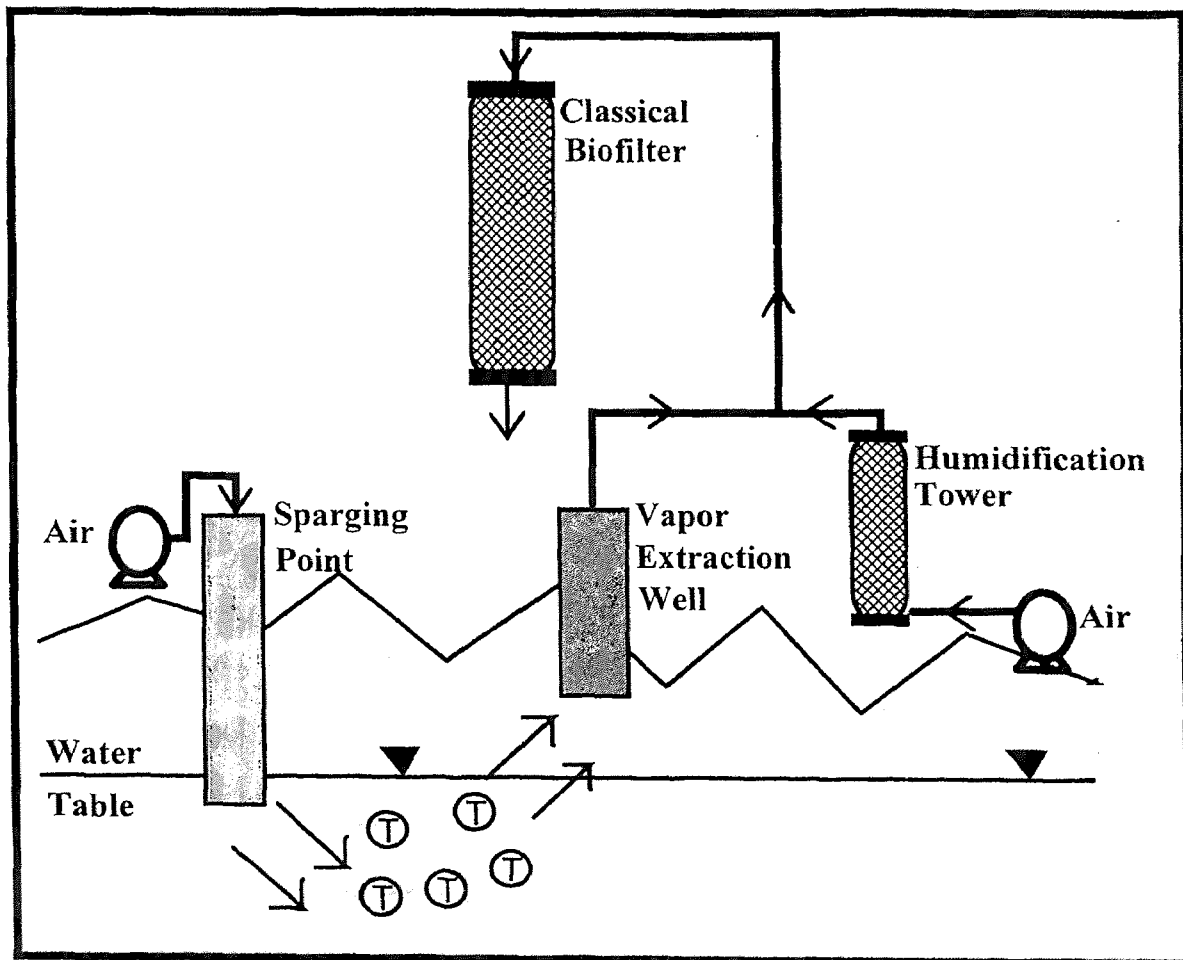 Classical
Biofilter
Humidification
Tower
Air
Sparging
Point
Vapor
Extraction
Well
Air
Water
Table
T
T
T
T
T